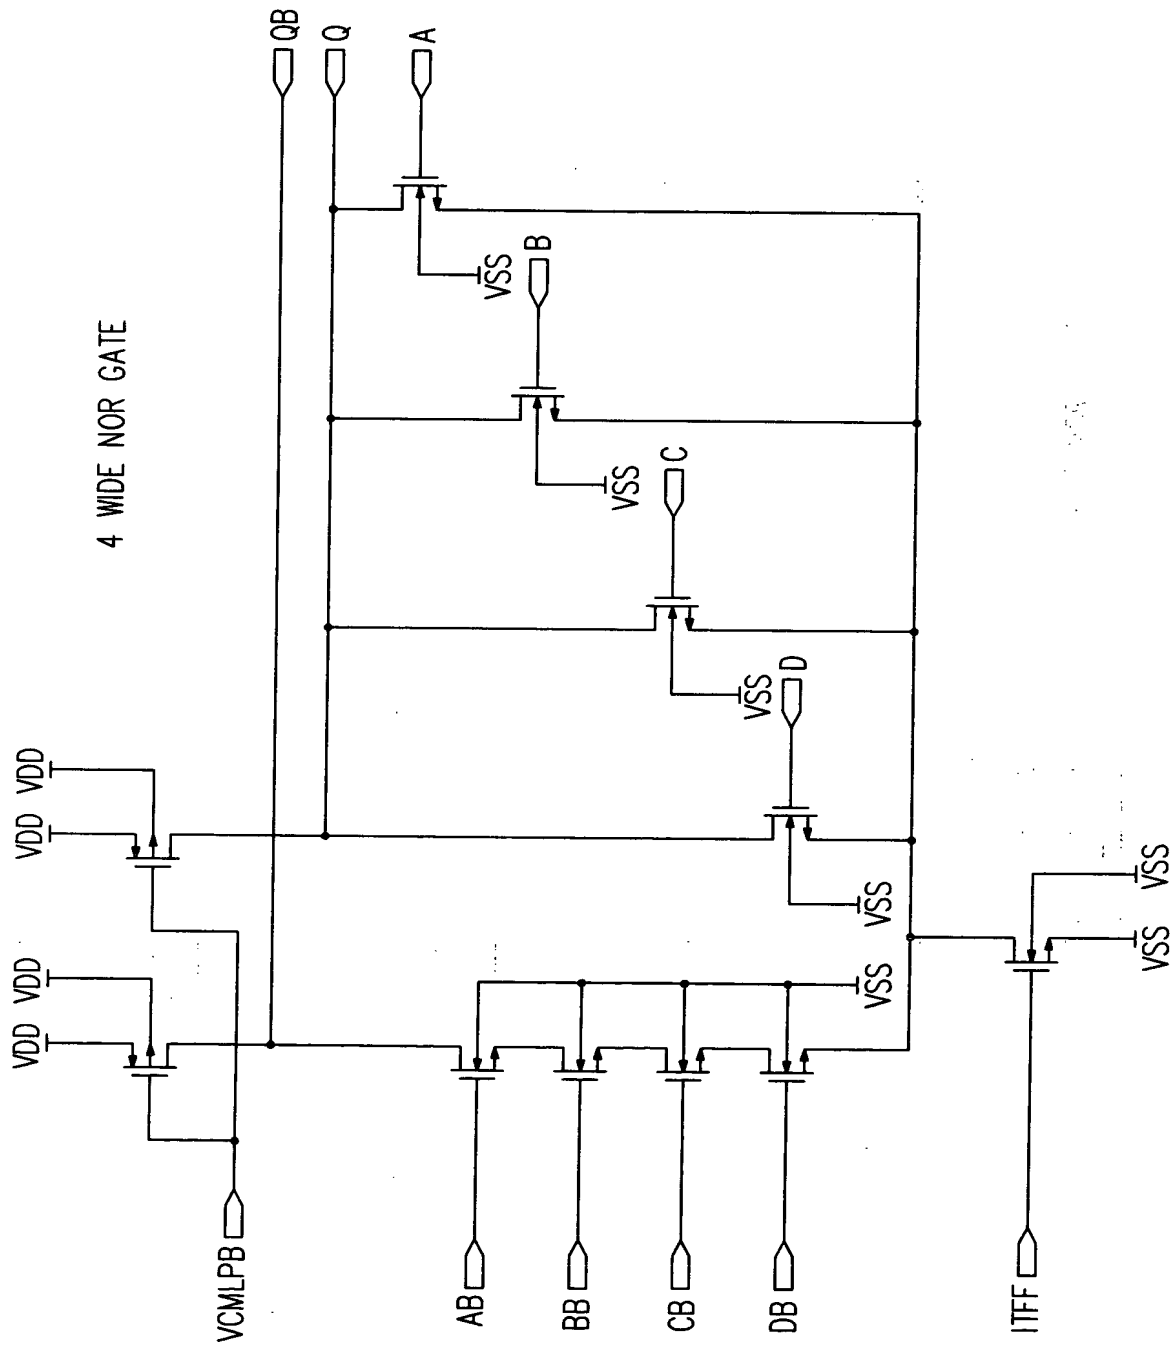 4 WIDE NOR GATE
QB
Q
A
VSS
B
VSS
C
VSS
D
VSS
VDD
VDD
VDD
VDD
VCMLPB
AB
BB
CB
DB
VSS
ITFF
VSS
VSS